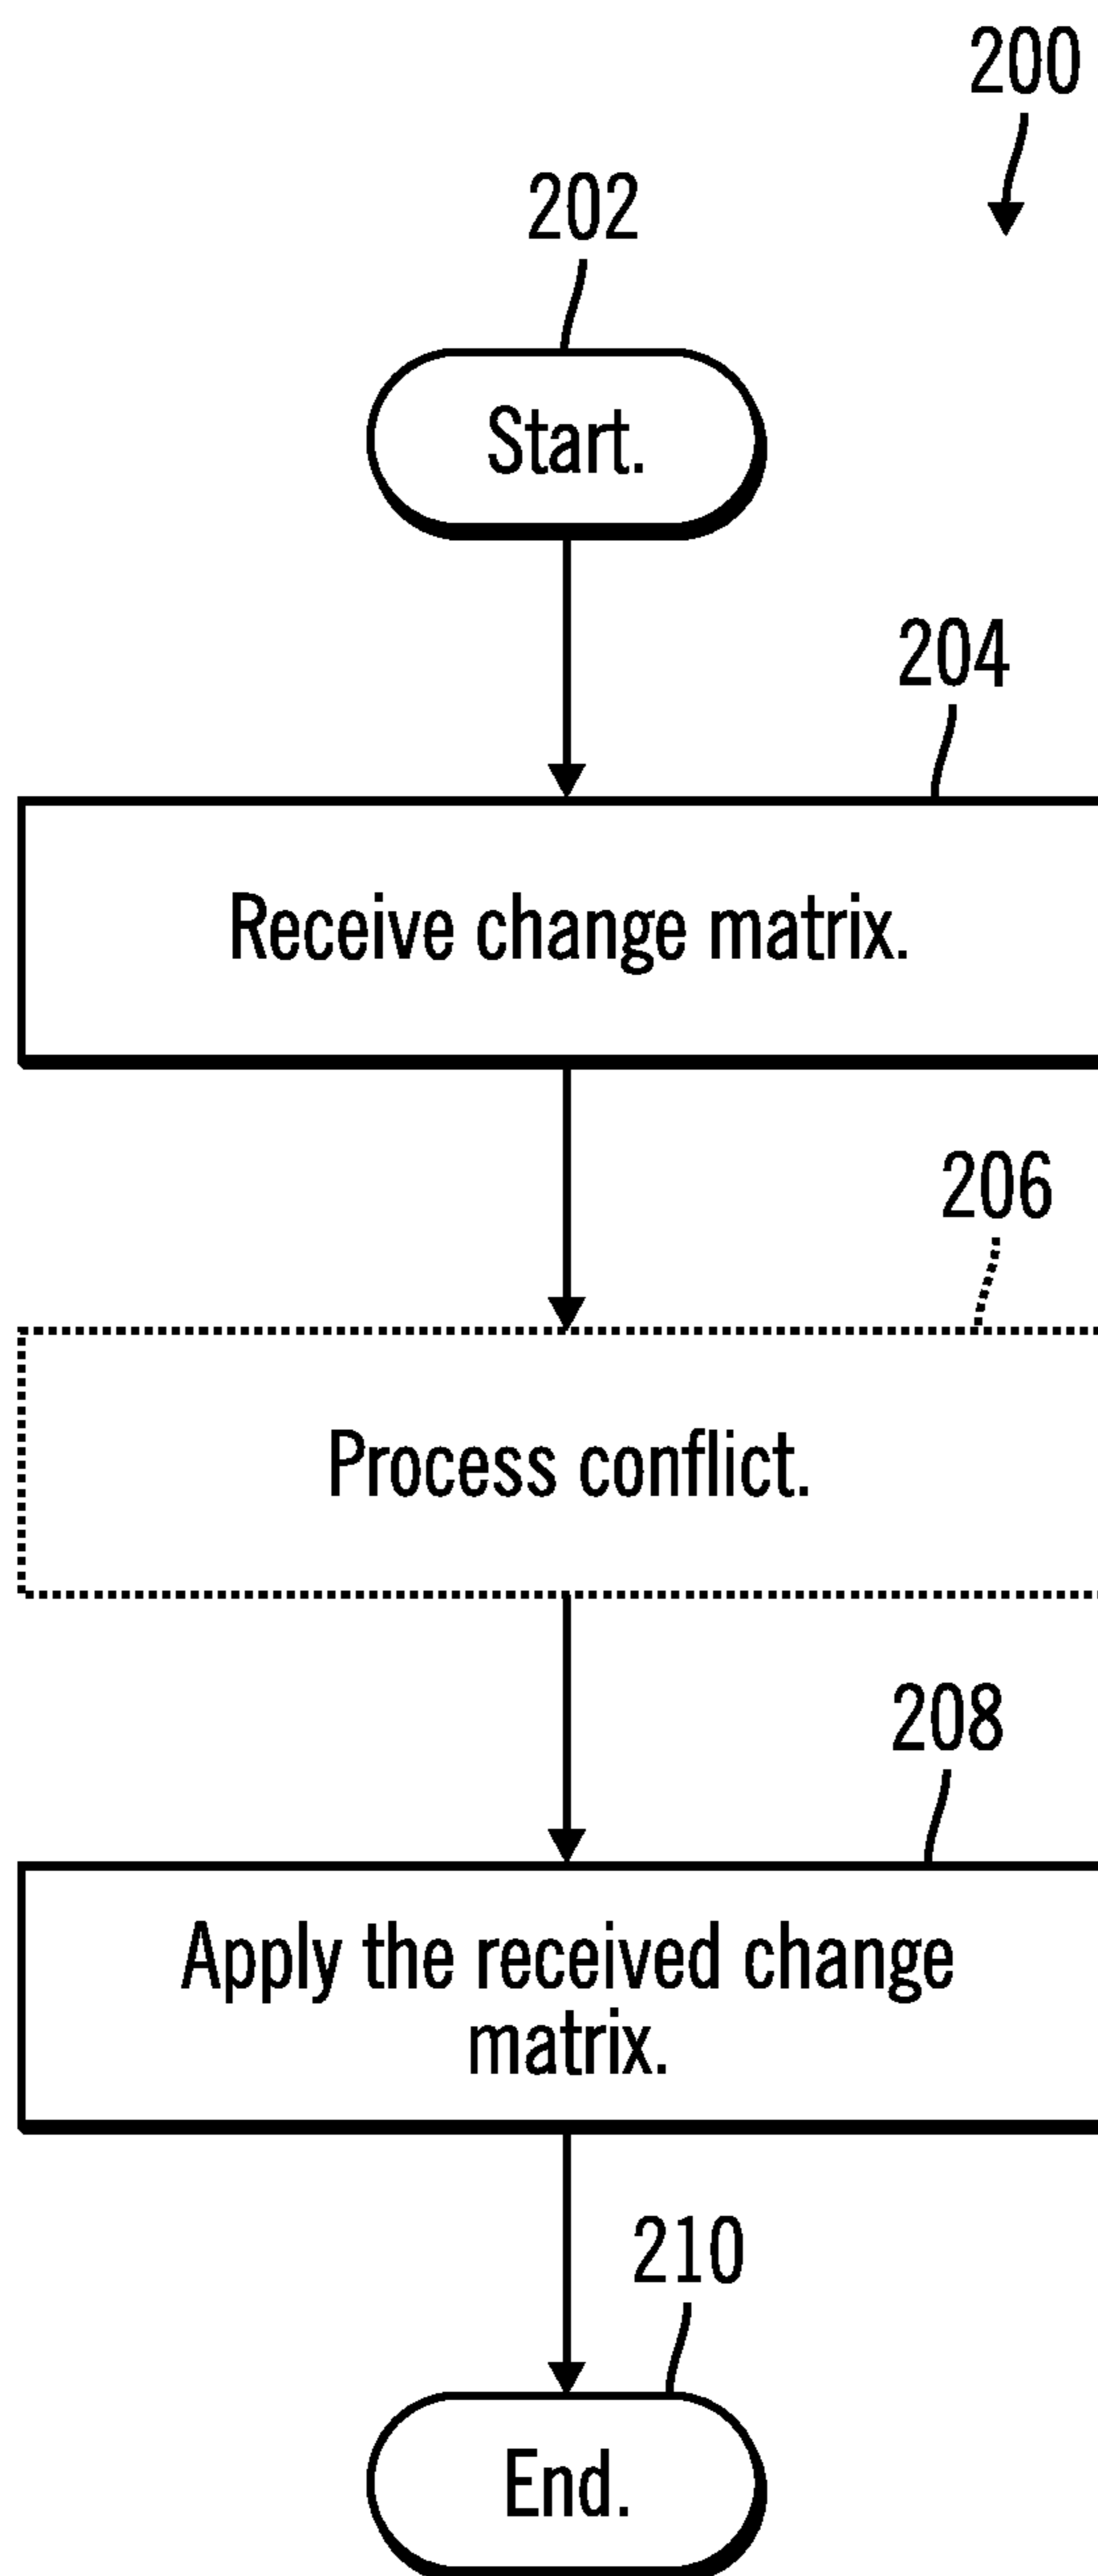 200
202
Start.
204
Receive change matrix.
206
Process conflict.
208
Apply the received change
matrix.
210
End.